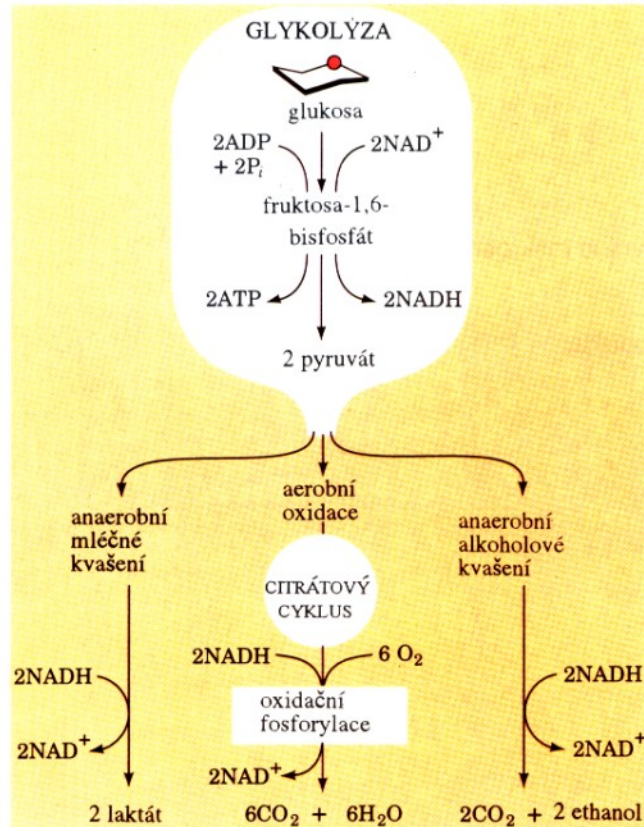 GLYKOLÝZA
glukosa
2ADP
+ 2Pi
2NAD+
fruktosa-1,6-
bisfosfát
2ATP
2NADH
2 pyruvát
anaerobní
mléčné
kvašení
aerobní
oxidace
anaerobní
alkoholové
kvašení
CITRÁTOVÝ
CYKLUS
2NADH
2NAD+
2NADH
6 O2
oxidační
fosforylace
2NAD+
2NADH
2NAD+
2 laktát
6CO2 + 6H2O
2CO2 + 2 ethanol